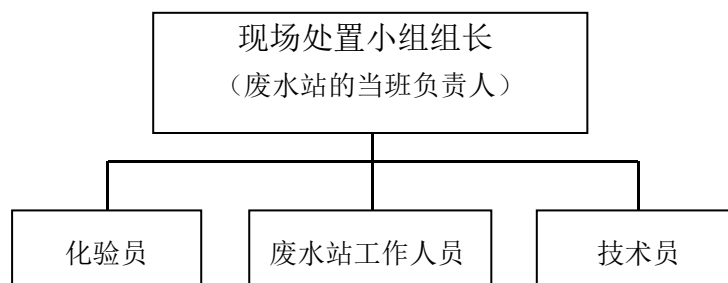 现场处置小组组长
（废水站的当班负责人）
化验员
废水站工作人员
技术员